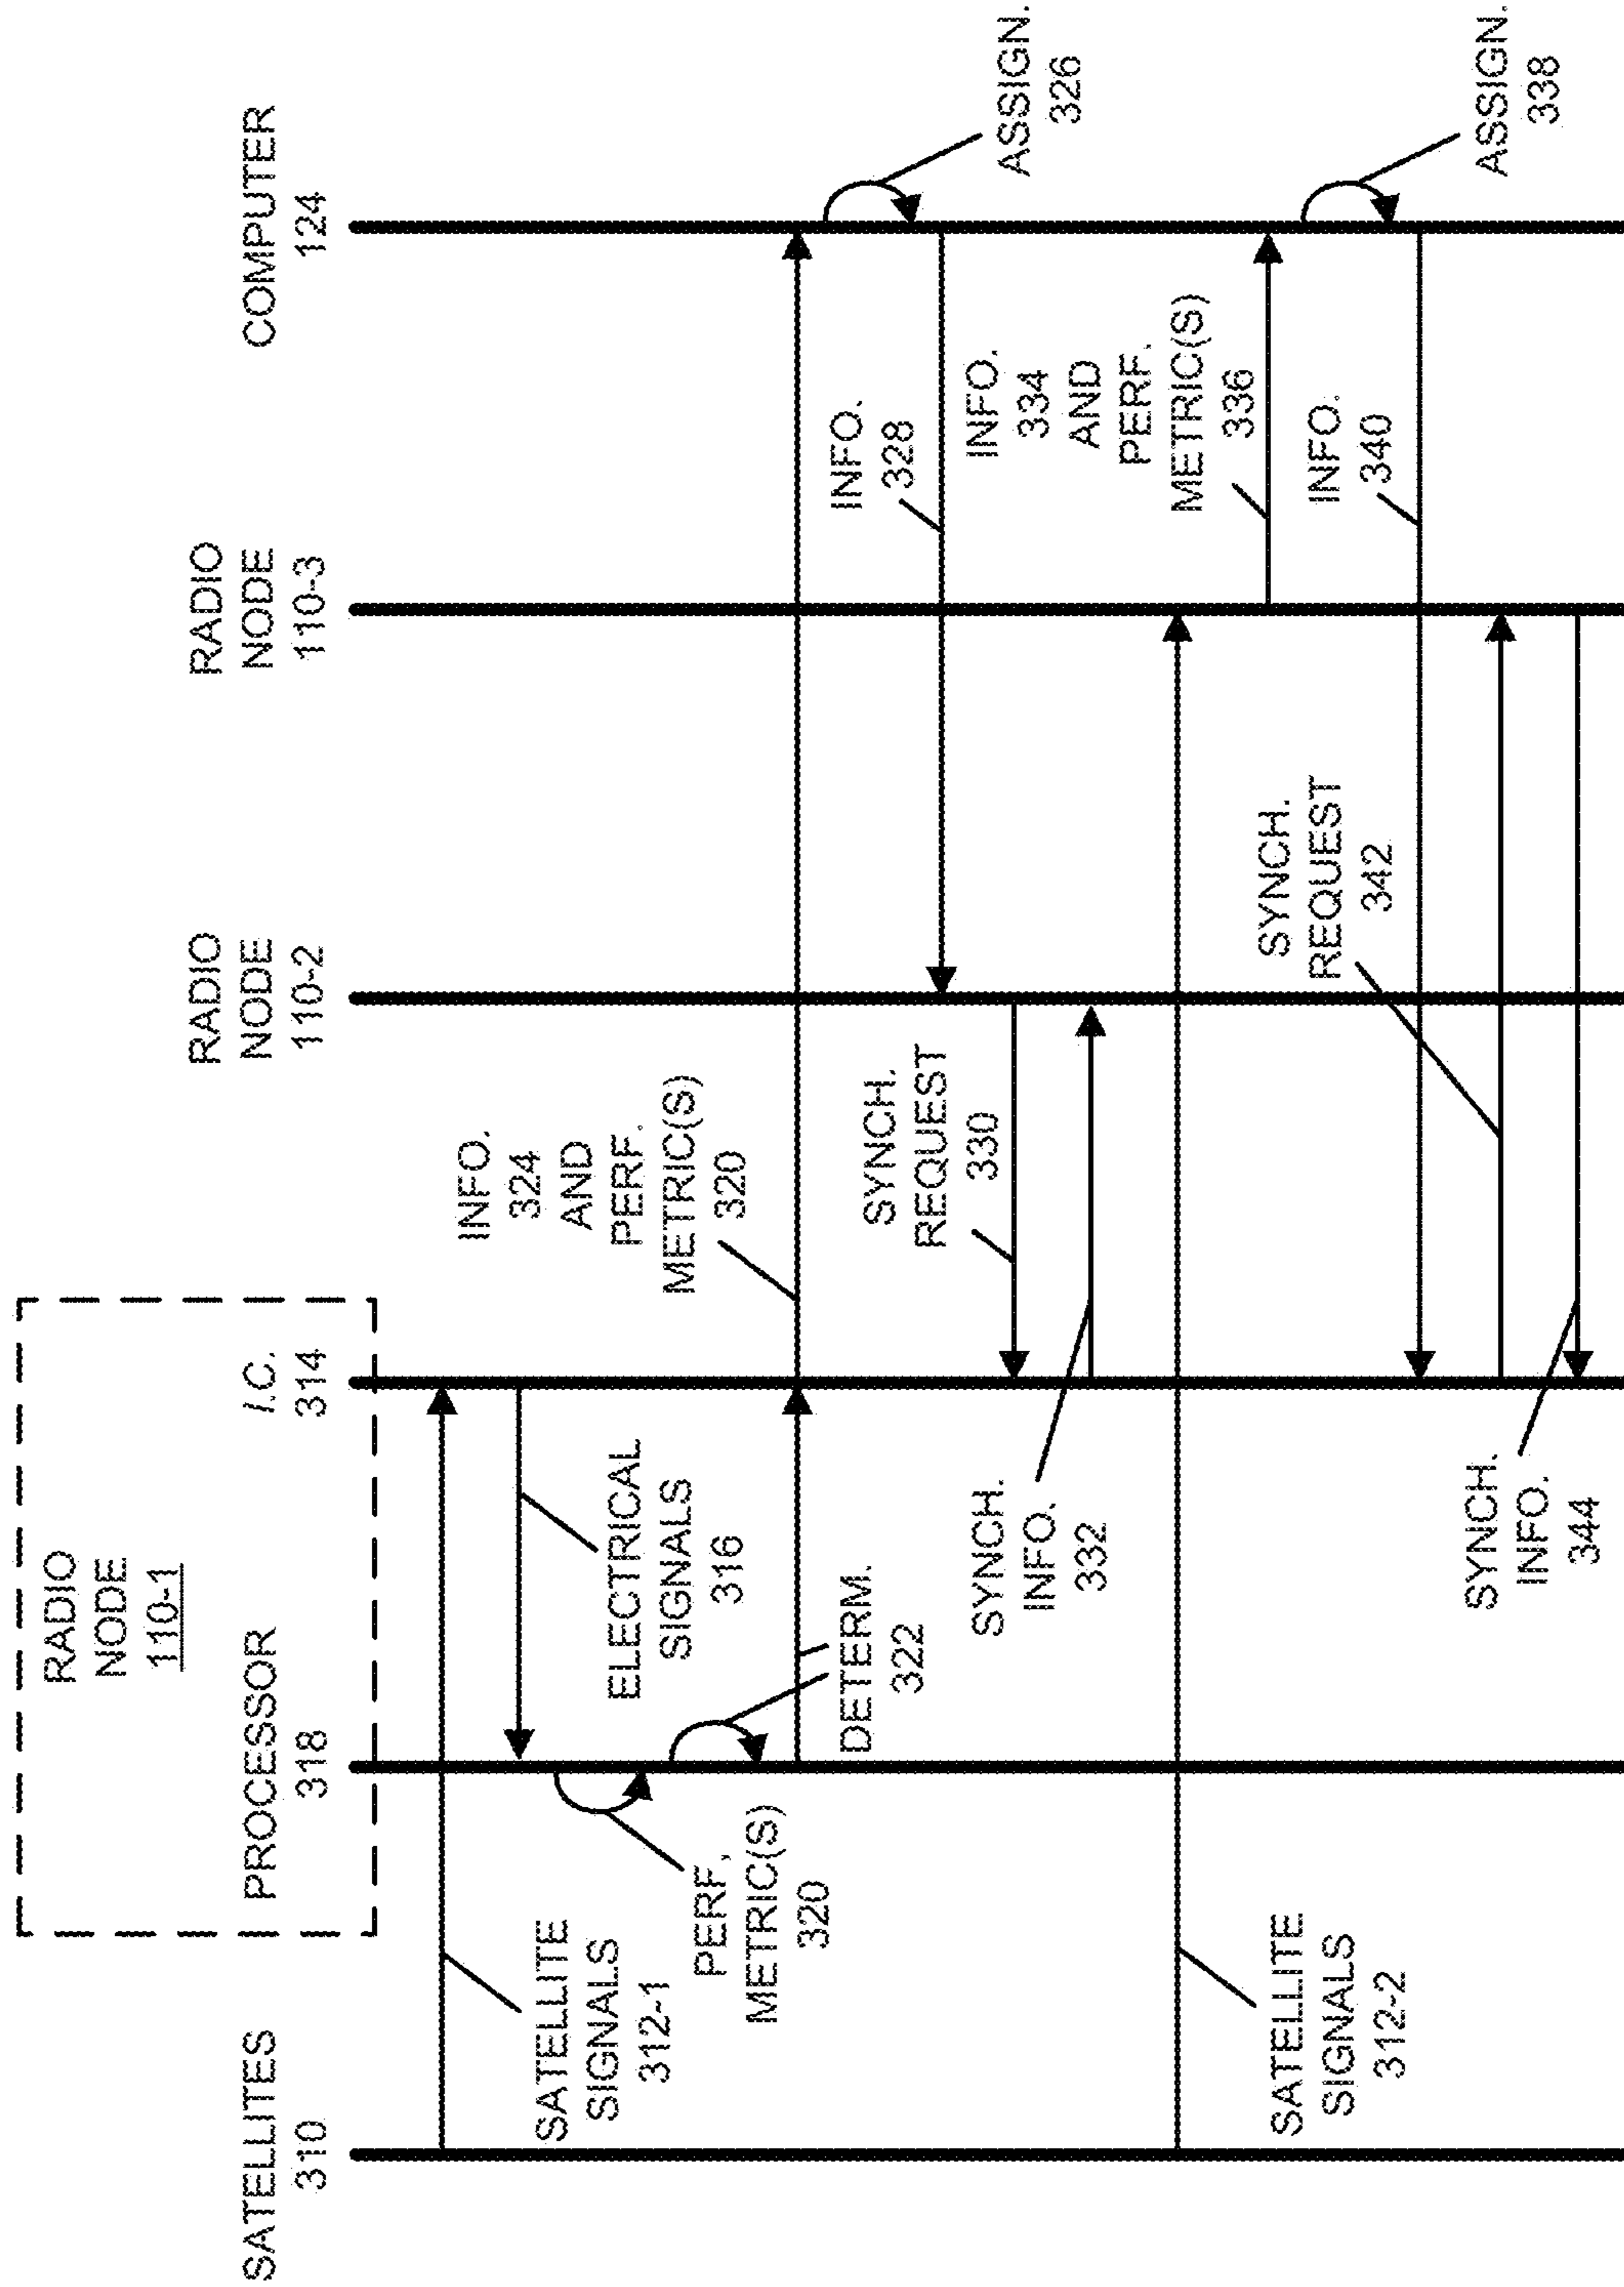 RADIO
NODE
110-1
SATELLITES
310
PROCESSOR
318
I.C.
314
RADIO
NODE
110-2
RADIO
NODE
110-3
COMPUTER
124
SATELLITE
SIGNALS
312-1
ELECTRICAL
SIGNALS
316
PERF.
METRIC(S)
320
DETERM.
322
INFO.
324
AND
PERF.
METRIC(S)
320
ASSIGN.
326
INFO.
328
SYNCH.
REQUEST
330
SYNCH.
INFO.
332
SATELLITE
SIGNALS
312-2
INFO.
334
AND
PERF.
METRIC(S)
336
ASSIGN.
338
INFO.
340
SYNCH.
REQUEST
342
SYNCH.
INFO.
344